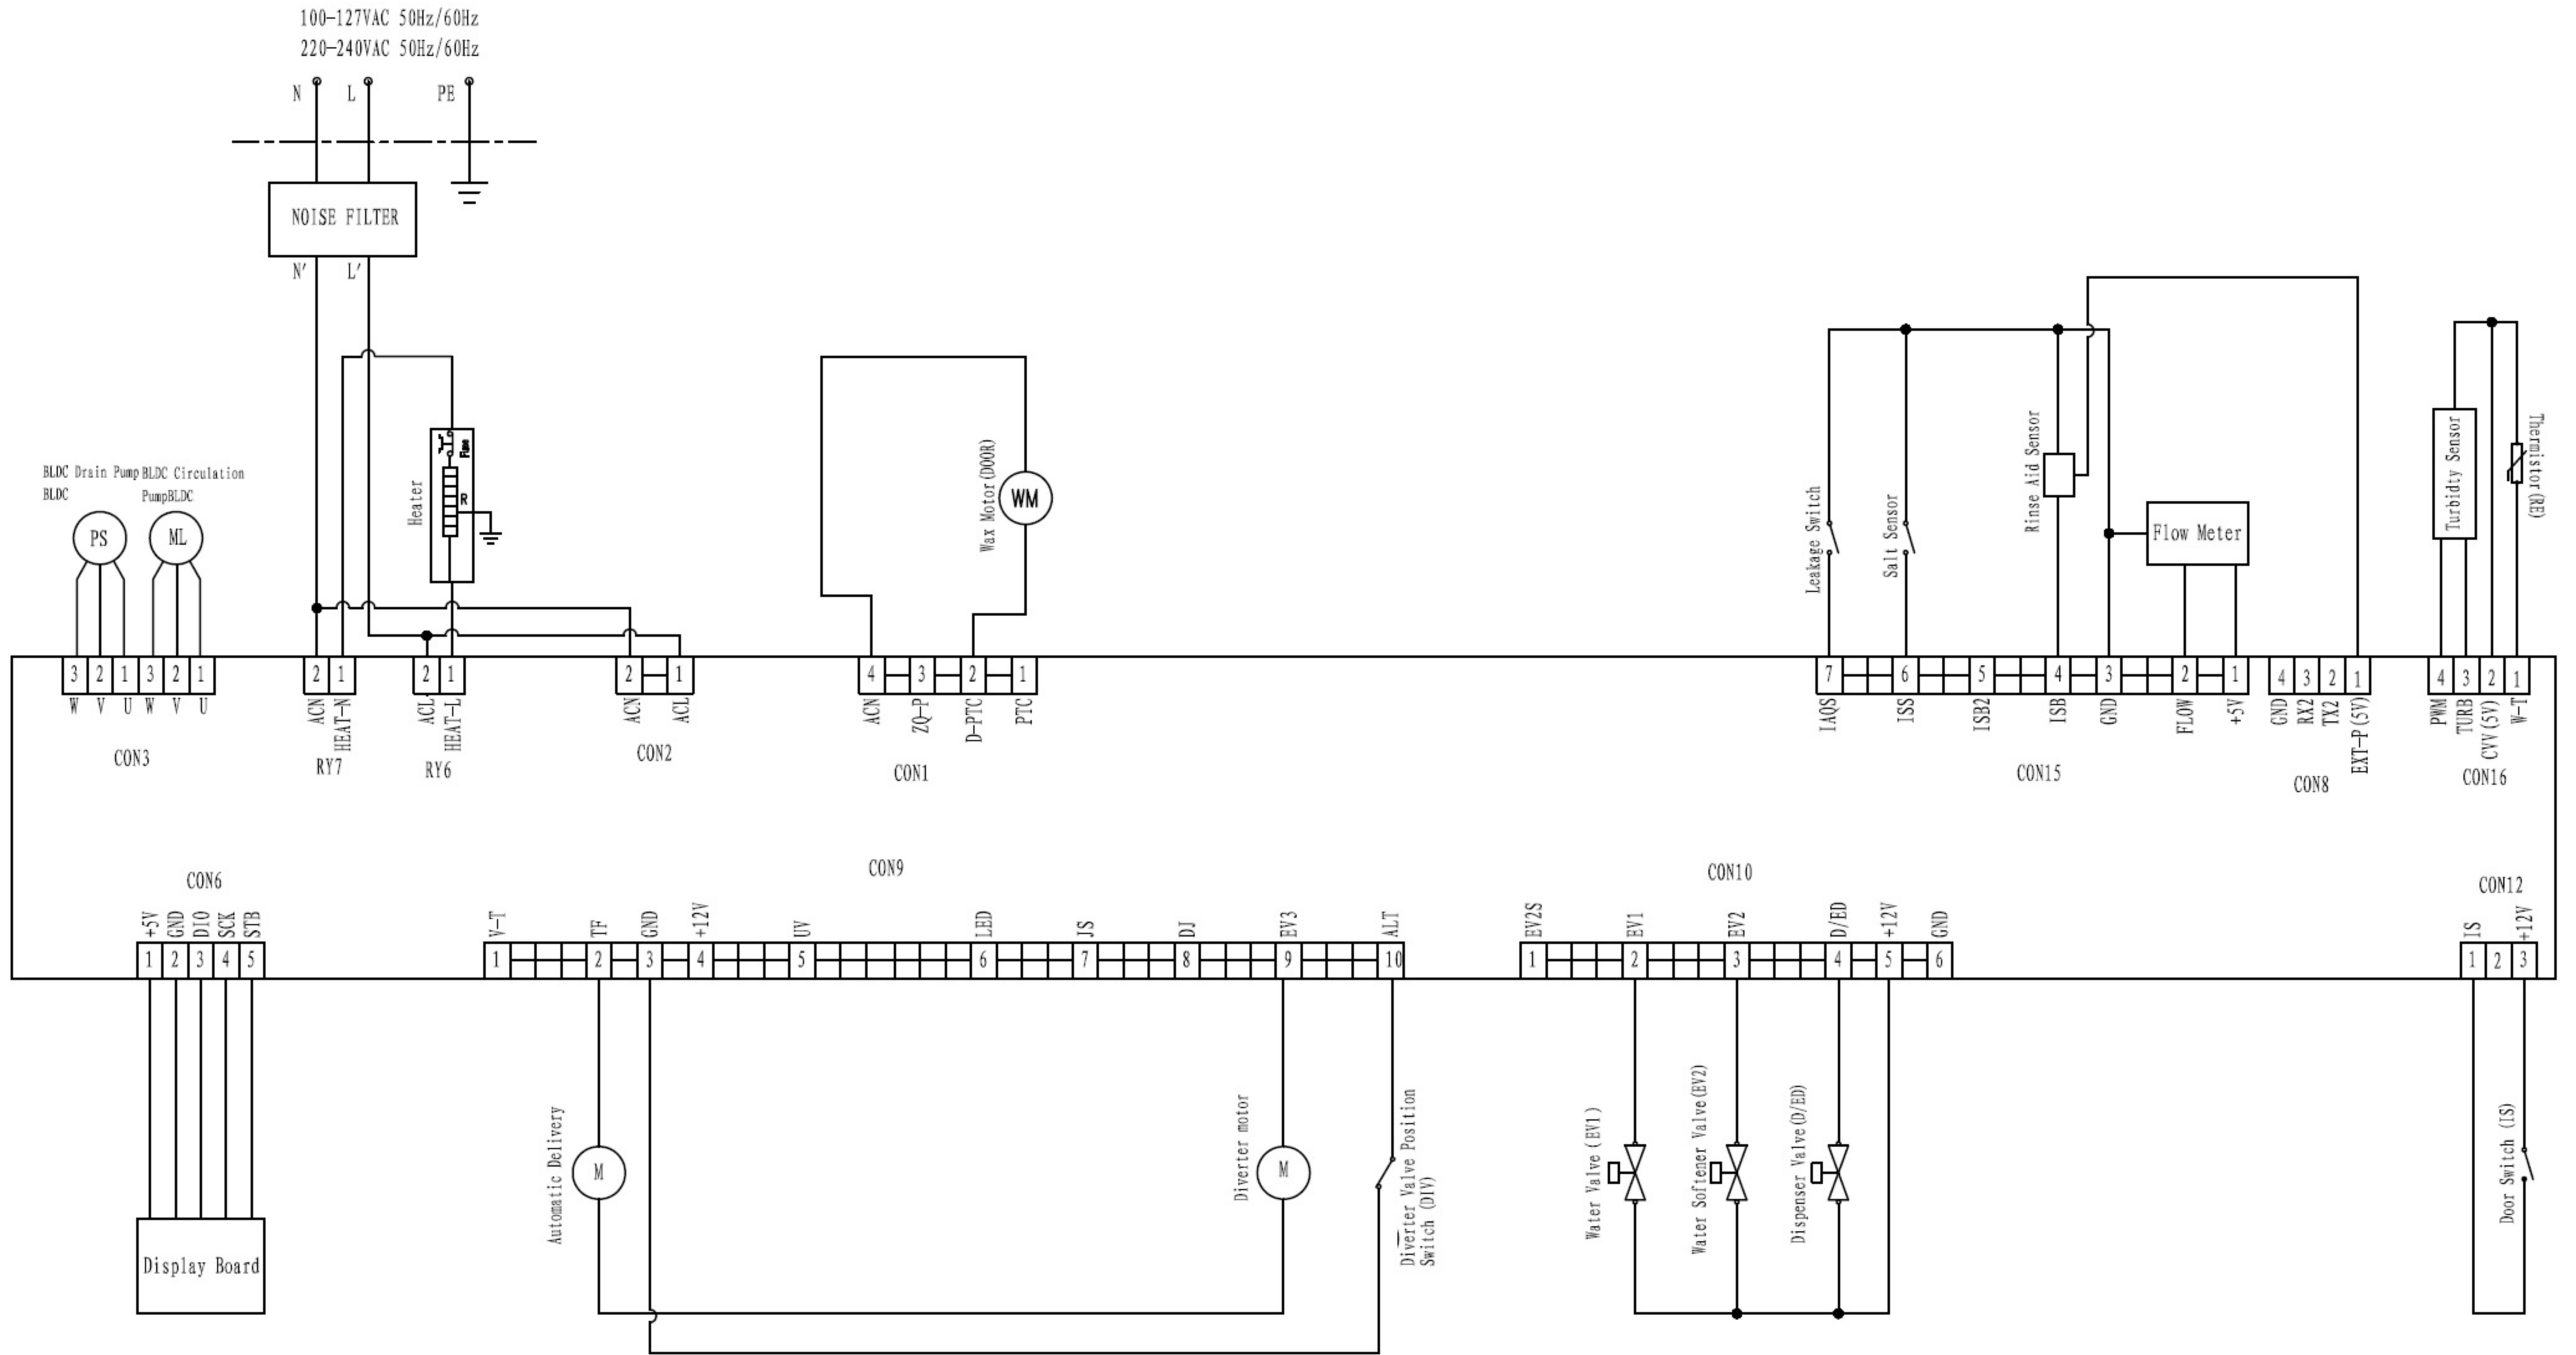 100-127VAC 50Hz/60Hz
220-240VAC 50Hz/60Hz
N
L
PE
NOISE FILTER
N'
L'
BLDC Drain Pump
BLDC
BLDC Circulation
PumpBLDC
PS
ML
Heater
Fuse
R
Wax Motor(DOOR)
WM
Leakage Switch
Salt Sensor
Rinse Aid Sensor
Flow Meter
Turbidty Sensor
Thermistor(RE)
3 2 1 3 2 1
W V U W V U
CON3
2 1
ACN
HEAT-N
RY7
2 1
ACL
HEAT-L
RY6
2 1
ACN
ACL
CON2
4 3 2 1
ACN
ZQ-P
D-PTC
PTC
CON1
7 6 5 4 3 2 1
IAQS
ISS
ISB2
ISB
GND
FLOW
+5V
CON15
4 3 2 1
GND
RX2
TX2
EXT-P(5V)
CON8
4 3 2 1
PWM
TURB
CVV(5V)
W-T
CON16
CON6
+5V
GND
DIO
SCK
STB
1 2 3 4 5
Display Board
CON9
V-T
TF
GND
+12V
UV
LED
JS
DJ
EV3
ALT
1 2 3 4 5 6 7 8 9 10
Automatic Delivery
M
Diverter motor
M
Diverter Valve Position
Switch (DIV)
CON10
EV2S
EV1
EV2
D/ED
+12V
GND
1 2 3 4 5 6
Water Valve(EV1)
Water Softener Valve(EV2)
Dispenser Valve(D/ED)
CON12
IS
+12V
1 2 3
Door Switch (IS)